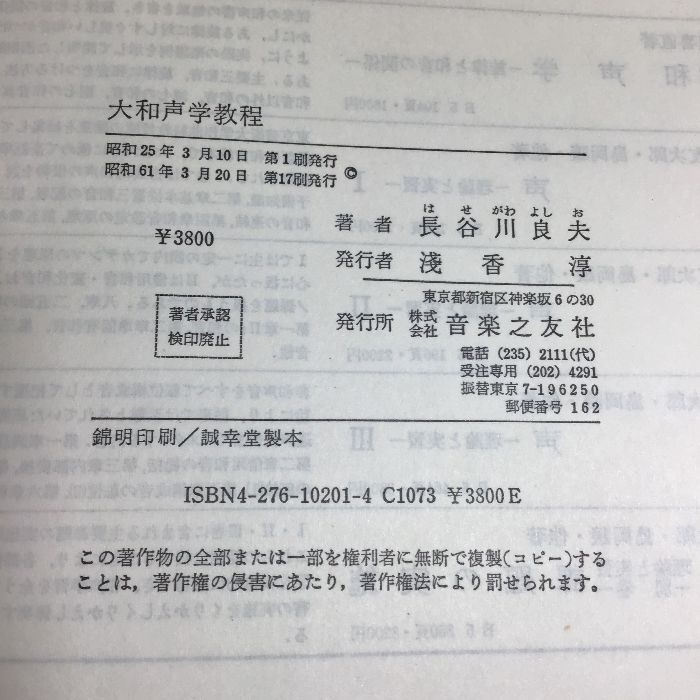 大和声学教程
昭和25年 3月10日 第1刷発行
昭和61年 3月20日 第17刷発行 ©
は せ がわ よし お
著者 長谷川良夫
¥3800
発行者 淺香 淳
東京都新宿区神楽坂6の30
著者承認
検印廃止
発行所 株式会社 音楽之友社
電話 (235) 2111(代)
受注専用 (202) 4291
振替東京 7-196250
郵便番号 162
錦明印刷／誠幸堂製本
ISBN4-276-10201-4 C1073 ¥3800E
この著作物の全部または一部を権利者に無断で複製(コピー)する
ことは，著作権の侵害にあたり，著作権法により罰せられます。